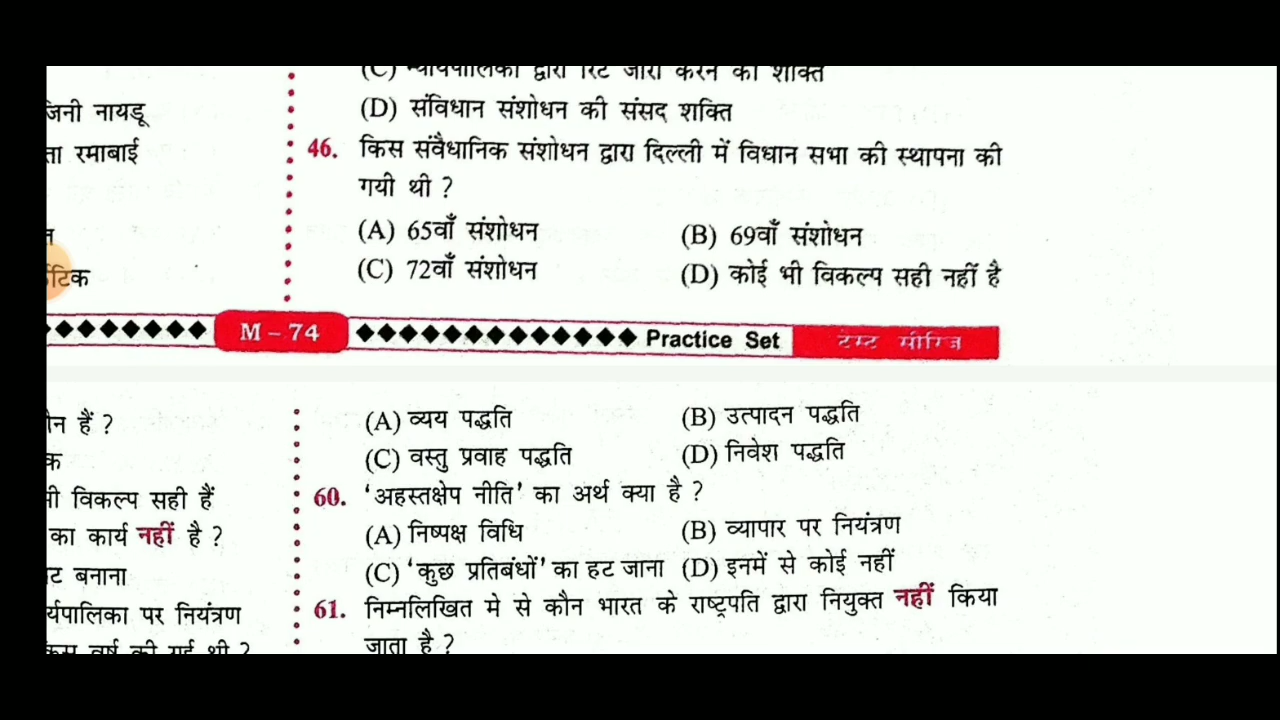 जिनी नायडू
ता रमाबाई
टिक
(D) संविधान संशोधन की संसद शक्ति
46. किस संवैधानिक संशोधन द्वारा दिल्ली में विधान सभा की स्थापना की
गयी थी ?
(A) 65वाँ संशोधन (B) 69वाँ संशोधन
(C) 72वाँ संशोधन (D) कोई भी विकल्प सही नहीं है
M – 74 Practice Set टेस्ट सीरिज
न हैं ?
क
भी विकल्प सही हैं
का कार्य नहीं है ?
ट बनाना
र्यपालिका पर नियंत्रण
(A) व्यय पद्धति (B) उत्पादन पद्धति
(C) वस्तु प्रवाह पद्धति (D) निवेश पद्धति
60. ‘अहस्तक्षेप नीति’ का अर्थ क्या है ?
(A) निष्पक्ष विधि (B) व्यापार पर नियंत्रण
(C) ‘कुछ प्रतिबंधों’ का हट जाना (D) इनमें से कोई नहीं
61. निम्नलिखित मे से कौन भारत के राष्ट्रपति द्वारा नियुक्त नहीं किया
जाता है ?